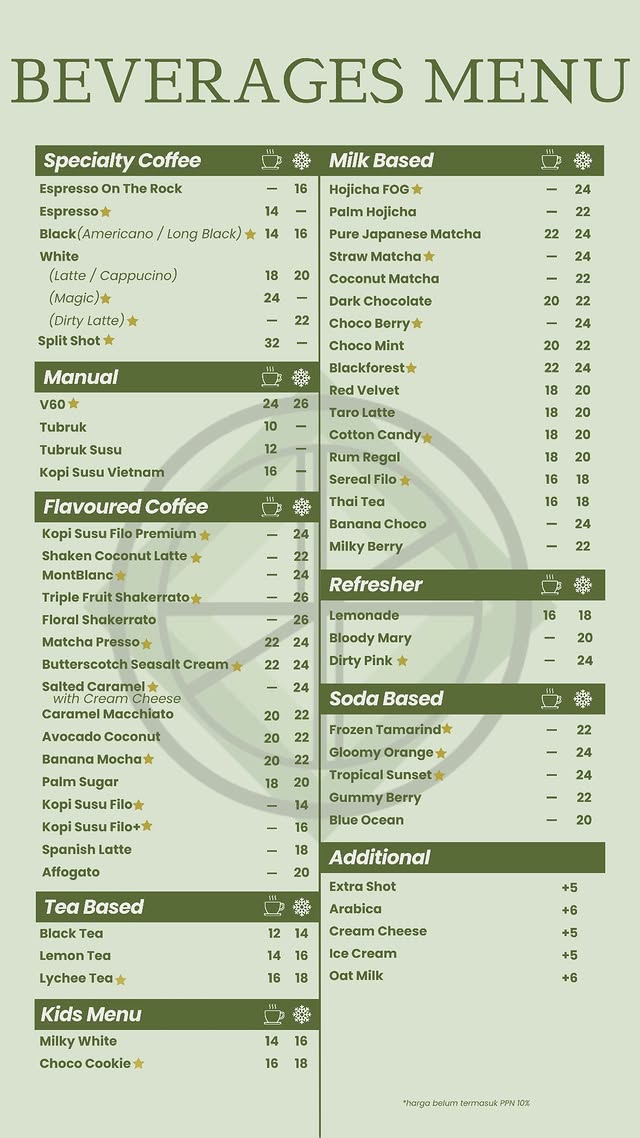 BEVERAGES MENU
Specialty Coffee
Espresso On The Rock — 16
Espresso 14 —
Black (Americano / Long Black) 14 16
White
(Latte / Cappucino) 18 20
(Magic) 24 —
(Dirty Latte) — 22
Split Shot 32 —
Manual
V60 24 26
Tubruk 10 —
Tubruk Susu 12 —
Kopi Susu Vietnam 16 —
Flavoured Coffee
Kopi Susu Filo Premium — 24
Shaken Coconut Latte — 22
MontBlanc — 24
Triple Fruit Shakerrato — 26
Floral Shakerrato — 26
Matcha Presso 22 24
Butterscotch Seasalt Cream 22 24
Salted Caramel — 24
with Cream Cheese
Caramel Macchiato 20 22
Avocado Coconut 20 22
Banana Mocha 20 22
Palm Sugar 18 20
Kopi Susu Filo — 14
Kopi Susu Filo+ — 16
Spanish Latte — 18
Affogato — 20
Tea Based
Black Tea 12 14
Lemon Tea 14 16
Lychee Tea 16 18
Kids Menu
Milky White 14 16
Choco Cookie 16 18
Milk Based
Hojicha FOG — 24
Palm Hojicha — 22
Pure Japanese Matcha 22 24
Straw Matcha — 24
Coconut Matcha — 22
Dark Chocolate 20 22
Choco Berry — 24
Choco Mint 20 22
Blackforest 22 24
Red Velvet 18 20
Taro Latte 18 20
Cotton Candy 18 20
Rum Regal 18 20
Sereal Filo 16 18
Thai Tea 16 18
Banana Choco — 24
Milky Berry — 22
Refresher
Lemonade 16 18
Bloody Mary — 20
Dirty Pink — 24
Soda Based
Frozen Tamarind — 22
Gloomy Orange — 24
Tropical Sunset — 24
Gummy Berry — 22
Blue Ocean — 20
Additional
Extra Shot +5
Arabica +6
Cream Cheese +5
Ice Cream +5
Oat Milk +6
*harga belum termasuk PPN 10%